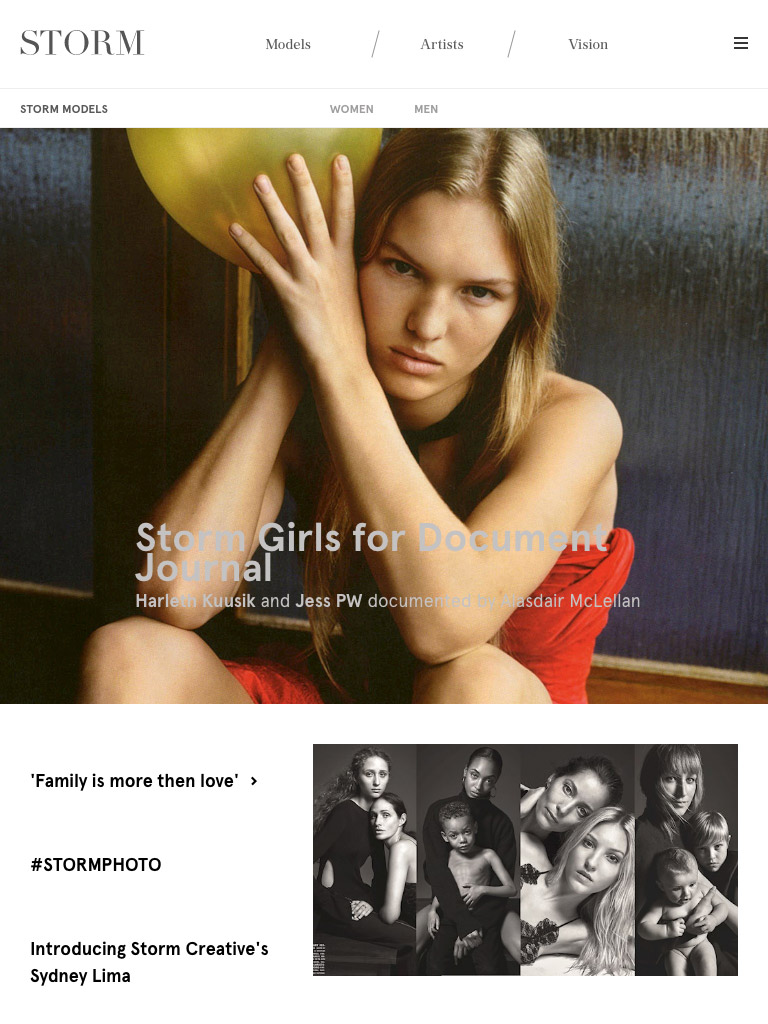 STORM
Models / Artists / Vision
STORM MODELS WOMEN MEN
Storm Girls for Document
Journal
Harleth Kuusik and Jess PW documented by Alasdair McLellan
'Family is more then love' ›
#STORMPHOTO
Introducing Storm Creative's
Sydney Lima